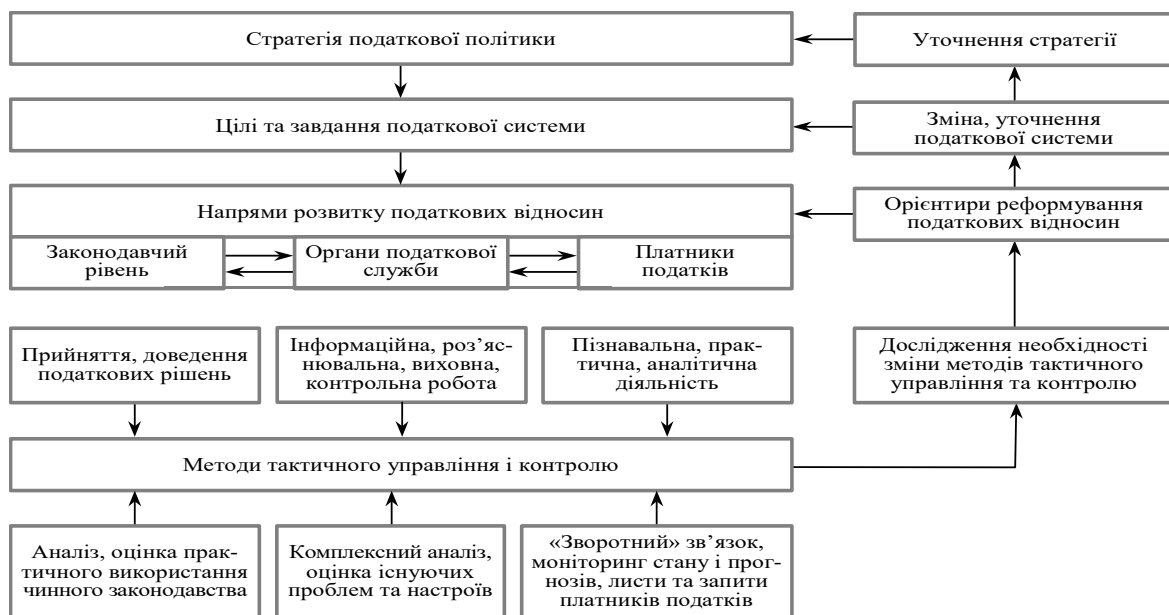 Стратегія податкової політики
Уточнення стратегії
Цілі та завдання податкової системи
Зміна, уточнення
податкової системи
Напрями розвитку податкових відносин
Орієнтири реформування
податкових відносин
Законодавчий
рівень
Органи податкової
служби
Платники
податків
Прийняття, доведення
податкових рішень
Інформаційна, роз’яс-
нювальна, виховна,
контрольна робота
Пізнавальна, прак-
тична, аналітична
діяльність
Дослідження необхідності
зміни методів тактичного
управління та контролю
Методи тактичного управління і контролю
Аналіз, оцінка прак-
тичного використання
чинного законодавства
Комплексний аналіз,
оцінка існуючих
проблем та настроїв
«Зворотний» зв’язок,
моніторинг стану і прог-
нозів, листи та запити
платників податків